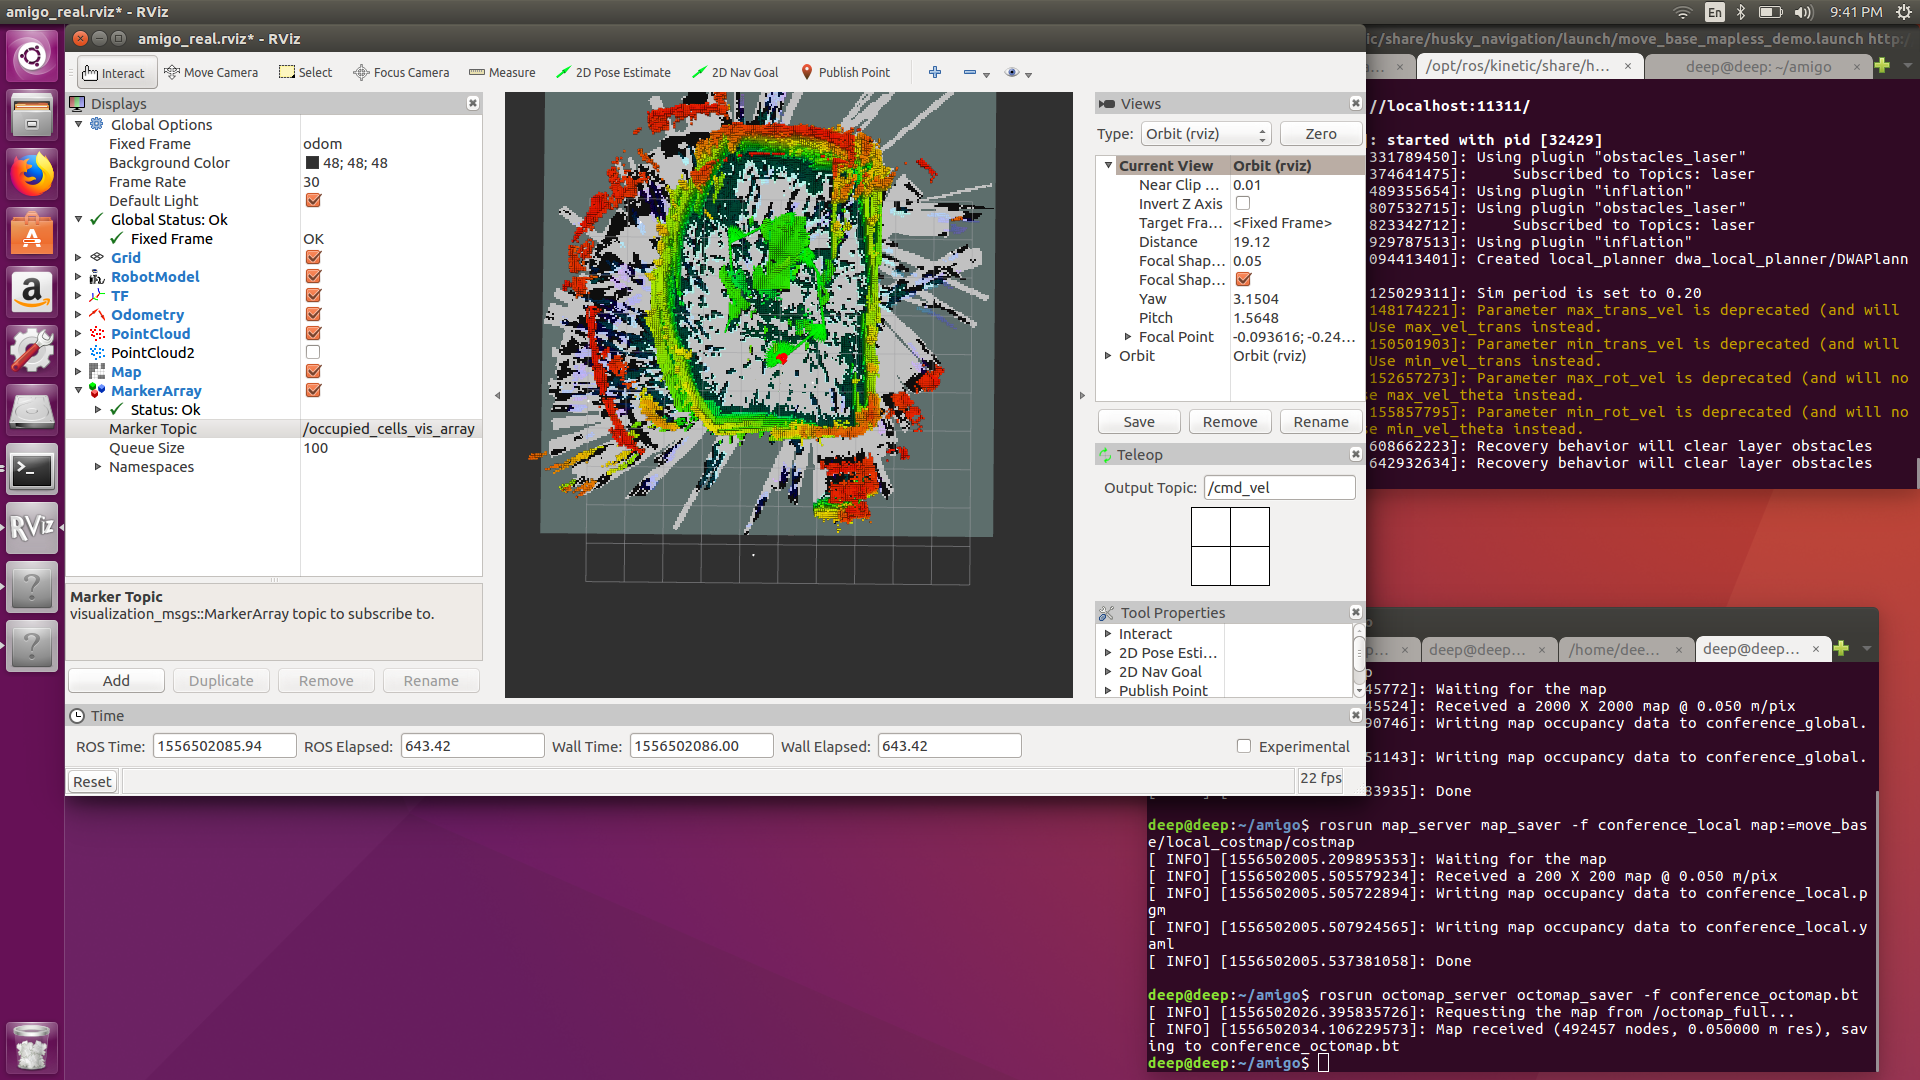 amigo_real.rviz* - RViz
En
9:41 PM
amigo_real.rviz* - RViz
Interact
Move Camera
Select
Focus Camera
Measure
2D Pose Estimate
2D Nav Goal
Publish Point
Displays
Global Options
Fixed Frame odom
Background Color 48; 48; 48
Frame Rate 30
Default Light
Global Status: Ok
Fixed Frame OK
Grid
RobotModel
TF
Odometry
PointCloud
PointCloud2
Map
MarkerArray
Status: Ok
Marker Topic /occupied_cells_vis_array
Queue Size 100
Namespaces
Marker Topic
visualization_msgs::MarkerArray topic to subscribe to.
Add
Duplicate
Remove
Rename
Views
Type: Orbit (rviz) Zero
Current View Orbit (rviz)
Near Clip ... 0.01
Invert Z Axis
Target Fra... <Fixed Frame>
Distance 19.12
Focal Shap... 0.05
Focal Shap...
Yaw 3.1504
Pitch 1.5648
Focal Point -0.093616; -0.24...
Orbit Orbit (rviz)
Save
Remove
Rename
Teleop
Output Topic: /cmd_vel
Tool Properties
Interact
2D Pose Esti...
2D Nav Goal
Publish Point
Time
ROS Time: 1556502085.94 ROS Elapsed: 643.42 Wall Time: 1556502086.00 Wall Elapsed: 643.42 Experimental
Reset
22 fps
RViz
ic/share/husky_navigation/launch/move_base_mapless_demo.launch http:/
a... × /opt/ros/kinetic/share/h... × deep@deep: ~/amigo ×
//localhost:11311/
]: started with pid [32429]
331789450]: Using plugin "obstacles_laser"
374641475]:     Subscribed to Topics: laser
489355654]: Using plugin "inflation"
807532715]: Using plugin "obstacles_laser"
823342712]:     Subscribed to Topics: laser
929787513]: Using plugin "inflation"
094413401]: Created local_planner dwa_local_planner/DWAPlann
125029311]: Sim period is set to 0.20
148174221]: Parameter max_trans_vel is deprecated (and will
Use max_vel_trans instead.
150501903]: Parameter min_trans_vel is deprecated (and will
Use min_vel_trans instead.
152657273]: Parameter max_rot_vel is deprecated (and will no
se max_vel_theta instead.
155857795]: Parameter min_rot_vel is deprecated (and will no
se min_vel_theta instead.
608662223]: Recovery behavior will clear layer obstacles
642932634]: Recovery behavior will clear layer obstacles
p... × deep@deep... × /home/dee... × deep@deep... ×
p
45772]: Waiting for the map
45524]: Received a 2000 X 2000 map @ 0.050 m/pix
90746]: Writing map occupancy data to conference_global.
51143]: Writing map occupancy data to conference_global.
83935]: Done
deep@deep:~/amigo$ rosrun map_server map_saver -f conference_local map:=move_bas
e/local_costmap/costmap
[ INFO] [1556502005.209895353]: Waiting for the map
[ INFO] [1556502005.505579234]: Received a 200 X 200 map @ 0.050 m/pix
[ INFO] [1556502005.505722894]: Writing map occupancy data to conference_local.p
gm
[ INFO] [1556502005.507924565]: Writing map occupancy data to conference_local.y
aml
[ INFO] [1556502005.537381058]: Done
deep@deep:~/amigo$ rosrun octomap_server octomap_saver -f conference_octomap.bt
[ INFO] [1556502026.395835726]: Requesting the map from /octomap_full...
[ INFO] [1556502034.106229573]: Map received (492457 nodes, 0.050000 m res), sav
ing to conference_octomap.bt
deep@deep:~/amigo$